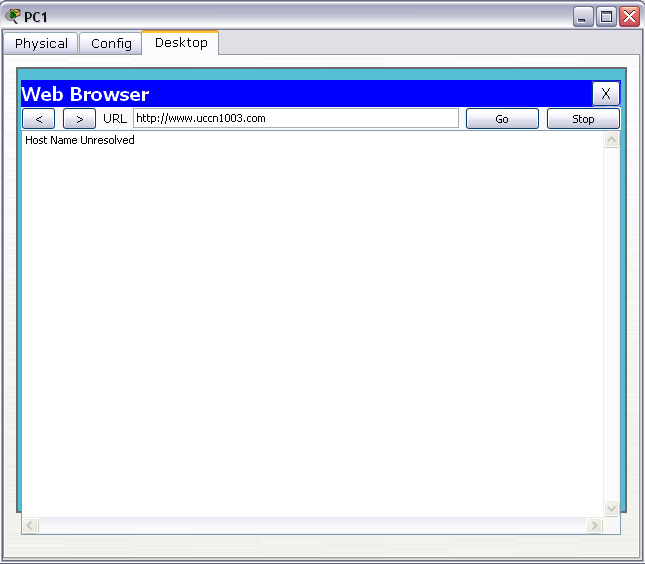 PC1
Physical Config Desktop
Web Browser X
< > URL http://www.uccn1003.com Go Stop
Host Name Unresolved